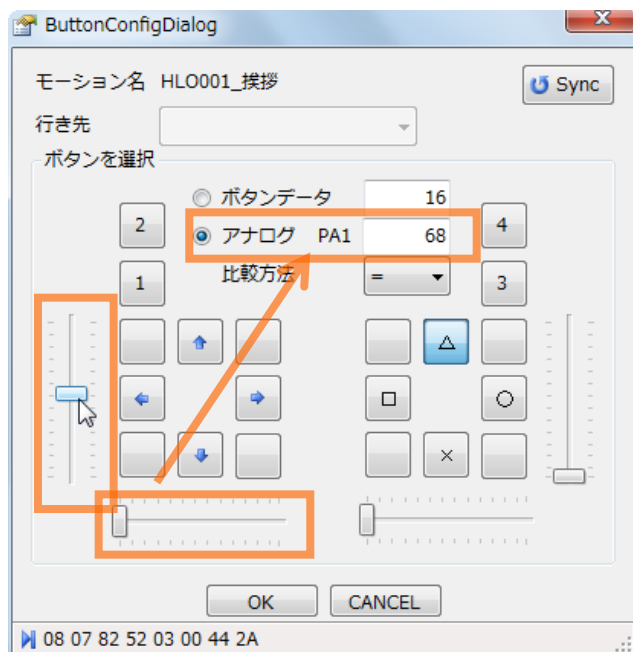 ButtonConfigDialog
モーション名 HLO001_挨拶
Sync
行き先
ボタンを選択
ボタンデータ 16
アナログ PA1 68
比較方法 =
2
4
1
3
△
□
○
×
OK
CANCEL
08 07 82 52 03 00 44 2A